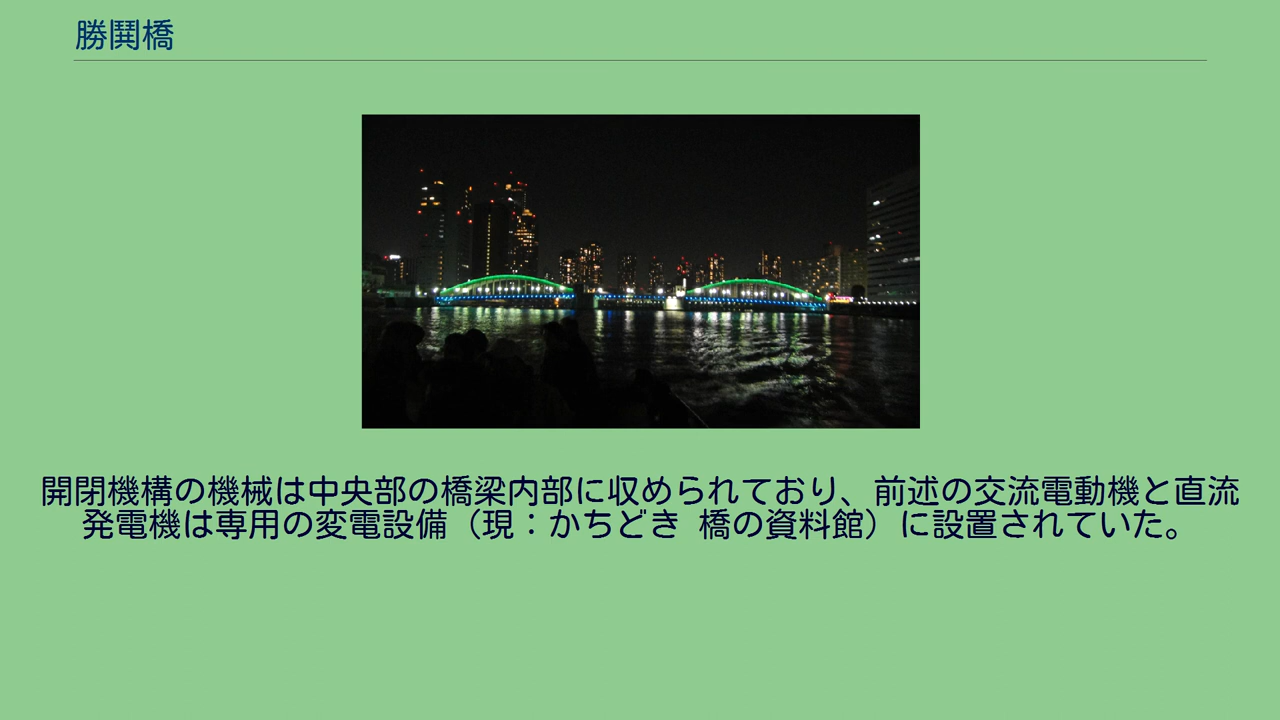 勝鬨橋
開閉機構の機械は中央部の橋梁内部に収められており、前述の交流電動機と直流
発電機は専用の変電設備（現：かちどき 橋の資料館）に設置されていた。